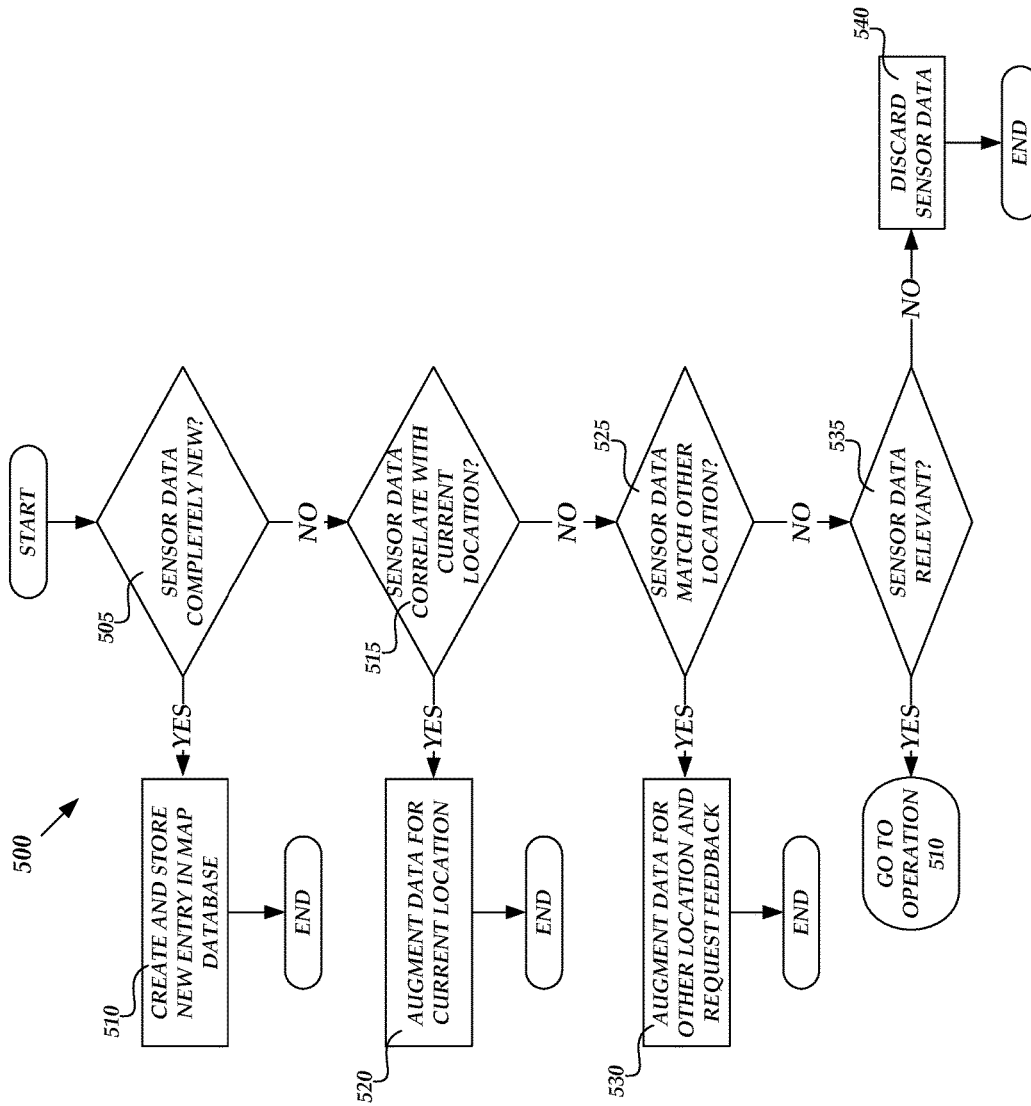 500
START
505
SENSOR DATA
COMPLETELY NEW?
YES
510
CREATE AND STORE
NEW ENTRY IN MAP
DATABASE
END
NO
515
SENSOR DATA
CORRELATE WITH
CURRENT
LOCATION?
YES
520
AUGMENT DATA FOR
CURRENT LOCATION
END
NO
525
SENSOR DATA
MATCH OTHER
LOCATION?
YES
530
AUGMENT DATA FOR
OTHER LOCATION AND
REQUEST FEEDBACK
END
NO
535
SENSOR DATA
RELEVANT?
YES
GO TO
OPERATION
510
NO
540
DISCARD
SENSOR DATA
END